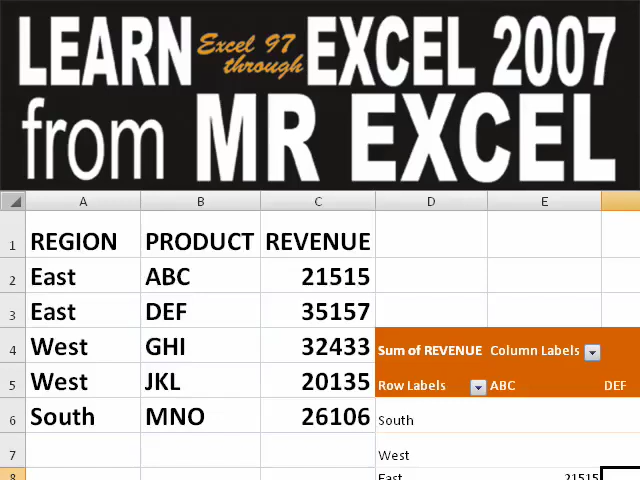 LEARN Excel 97 through EXCEL 2007
from MR EXCEL
A B C D E
1 REGION PRODUCT REVENUE
2 East ABC 21515
3 East DEF 35157
4 West GHI 32433 Sum of REVENUE Column Labels
5 West JKL 20135 Row Labels ABC DEF
6 South MNO 26106 South
7 West
8 East 21515